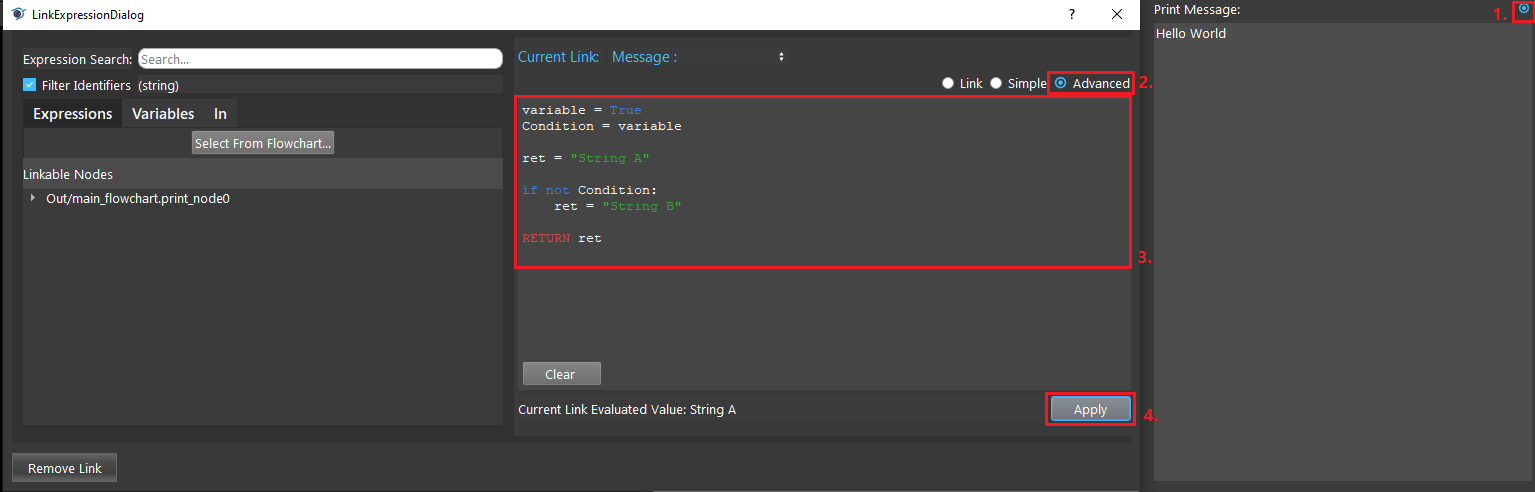 LinkExpressionDialog
?
Print Message:
1.
Hello World
Expression Search:
Search...
Current Link: Message :
Filter Identifiers (string)
Link
Simple
Advanced
2.
Expressions Variables In
Select From Flowchart...
Linkable Nodes
Out/main_flowchart.print_node0
variable = True
Condition = variable
ret = "String A"
if not Condition:
    ret = "String B"
RETURN ret
3.
Clear
Current Link Evaluated Value: String A
Apply
4.
Remove Link